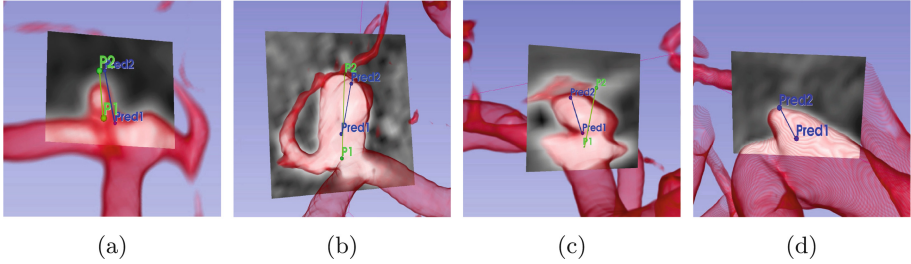 P2 Pred2
P1 Pred1
P2
Pred2
Pred1
P1
P2
Pred2
Pred1
P1
Pred2
Pred1
(a) (b) (c) (d)